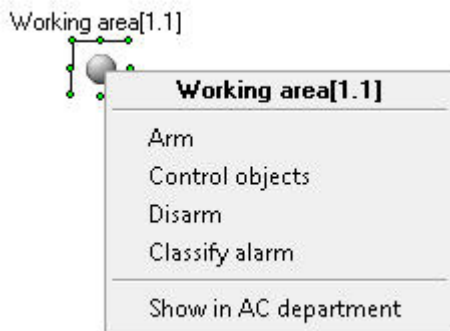 Working area[1.1]
Working area[1.1]
Arm
Control objects
Disarm
Classify alarm
Show in AC department